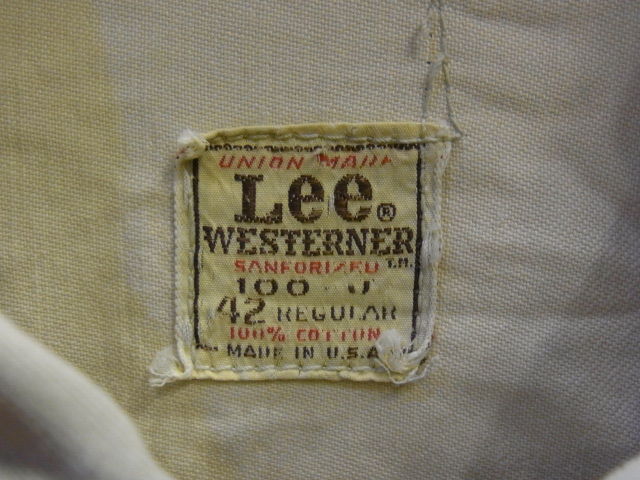 UNION MADE
Lee®
WESTERNER
SANFORIZED T.M.
100-J
42 REGULAR
100% COTTON
MADE IN U.S.A.